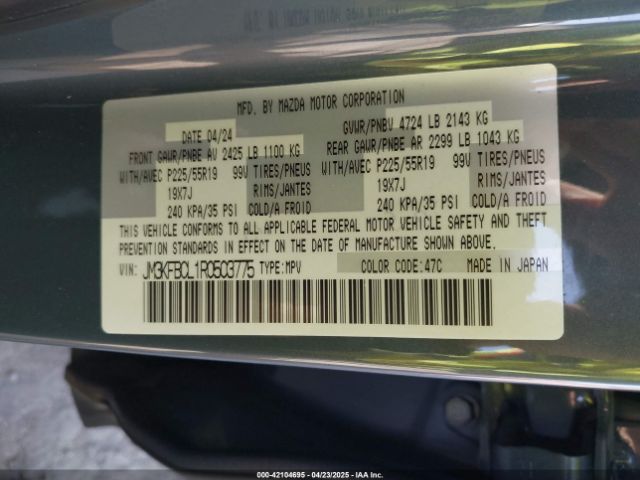 MFD. BY MAZDA MOTOR CORPORATION
DATE 04/24 GVWR/PNBV 4724 LB 2143 KG
FRONT GAWR/PNBE AV 2425 LB 1100 KG REAR GAWR/PNBE AR 2299 LB 1043 KG
WITH/AVEC P225/55R19 99V TIRES/PNEUS WITH/AVEC P225/55R19 99V TIRES/PNEUS
19X7J RIMS/JANTES 19X7J RIMS/JANTES
240 KPA/35 PSI COLD/A FROID 240 KPA/35 PSI COLD/A FROID
THIS VEHICLE CONFORMS TO ALL APPLICABLE FEDERAL MOTOR VEHICLE SAFETY AND THEFT
PREVENTION STANDARDS IN EFFECT ON THE DATE OF MANUFACTURE SHOWN ABOVE.
VIN: JM3KFBCL1R0503775 TYPE:MPV COLOR CODE:47C MADE IN JAPAN
000-42104695 - 04/23/2025 - IAA Inc.